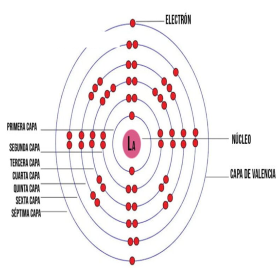 ELECTRÓN
PRIMERA CAPA
SEGUNDA CAPA
TERCERA CAPA
CUARTA CAPA
QUINTA CAPA
SEXTA CAPA
SÉPTIMA CAPA
LA
NÚCLEO
CAPA DE VALENCIA